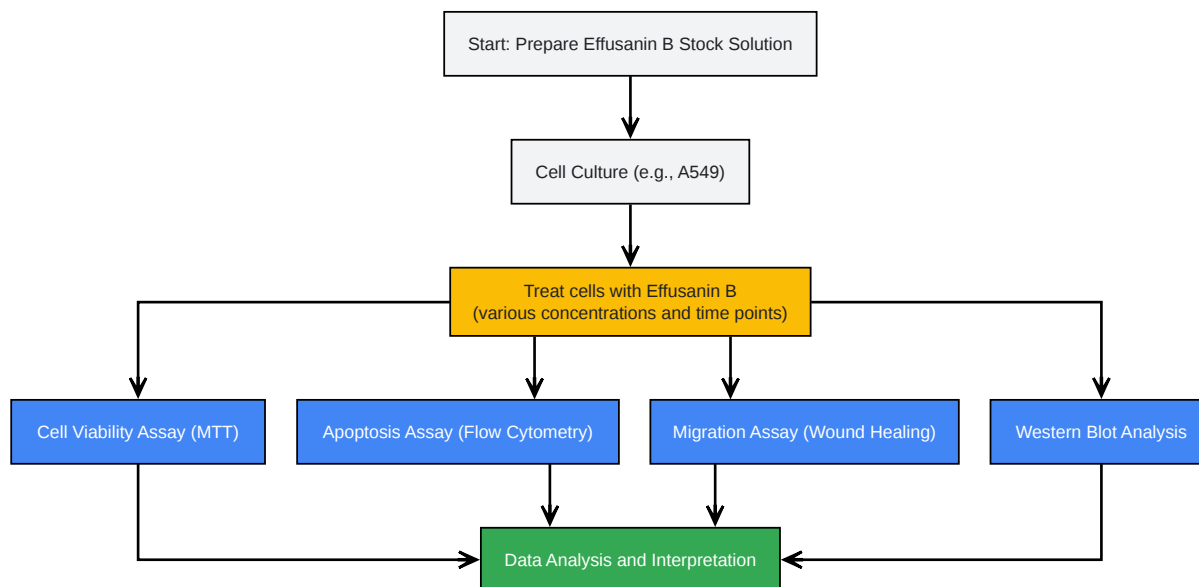 Start: Prepare Effusanin B Stock Solution
Cell Culture (e.g., A549)
Treat cells with Effusanin B
(various concentrations and time points)
Cell Viability Assay (MTT)
Apoptosis Assay (Flow Cytometry)
Migration Assay (Wound Healing)
Western Blot Analysis
Data Analysis and Interpretation